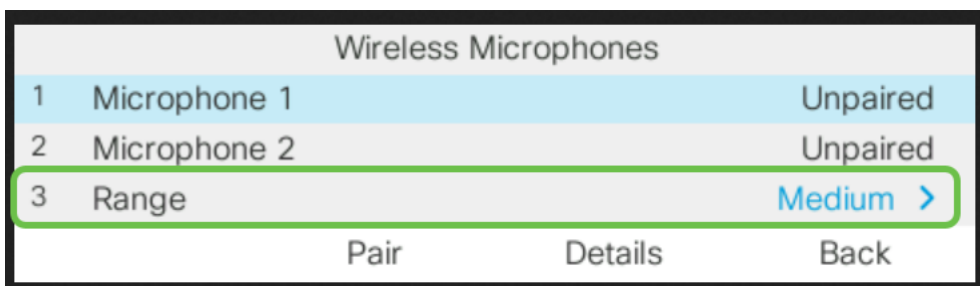 Wireless Microphones
1 Microphone 1 Unpaired
2 Microphone 2 Unpaired
3 Range Medium >
Pair Details Back